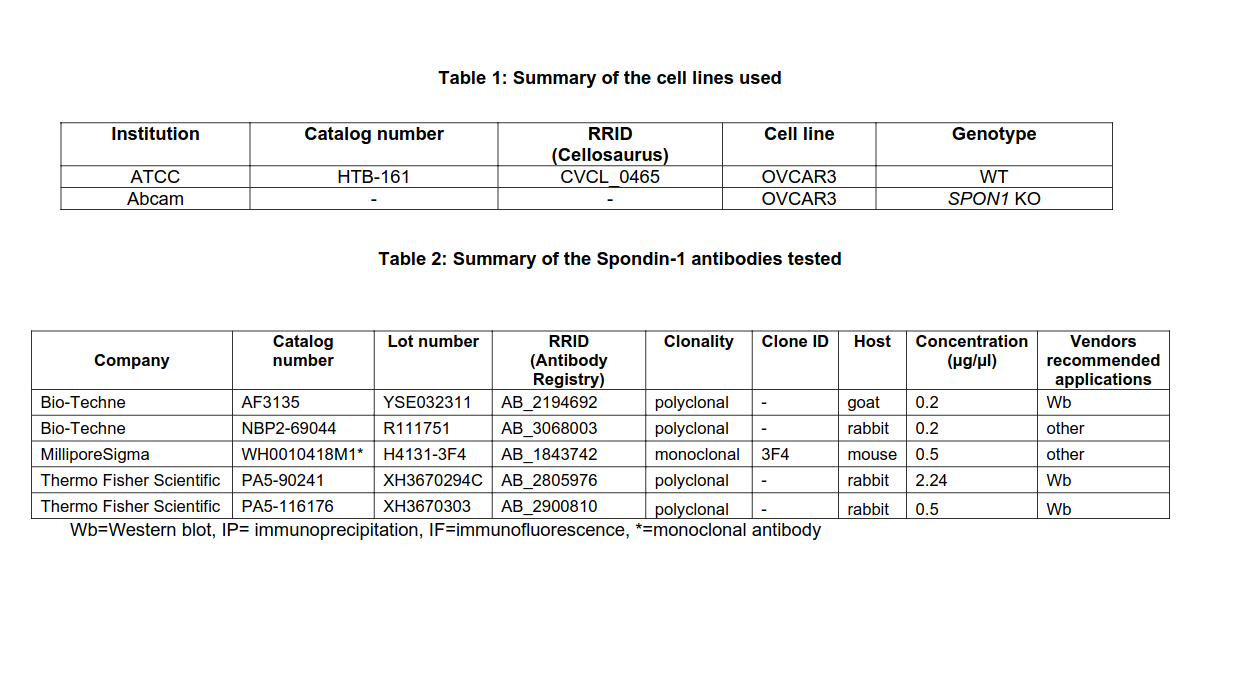 Table 1: Summary of the cell lines used
Institution Catalog number RRID (Cellosaurus) Cell line Genotype
ATCC HTB-161 CVCL_0465 OVCAR3 WT
Abcam - - OVCAR3 SPON1 KO
Table 2: Summary of the Spondin-1 antibodies tested
Company Catalog number Lot number RRID (Antibody Registry) Clonality Clone ID Host Concentration (µg/µl) Vendors recommended applications
Bio-Techne AF3135 YSE032311 AB_2194692 polyclonal - goat 0.2 Wb
Bio-Techne NBP2-69044 R111751 AB_3068003 polyclonal - rabbit 0.2 other
MilliporeSigma WH0010418M1* H4131-3F4 AB_1843742 monoclonal 3F4 mouse 0.5 other
Thermo Fisher Scientific PA5-90241 XH3670294C AB_2805976 polyclonal - rabbit 2.24 Wb
Thermo Fisher Scientific PA5-116176 XH3670303 AB_2900810 polyclonal - rabbit 0.5 Wb
Wb=Western blot, IP= immunoprecipitation, IF=immunofluorescence, *=monoclonal antibody